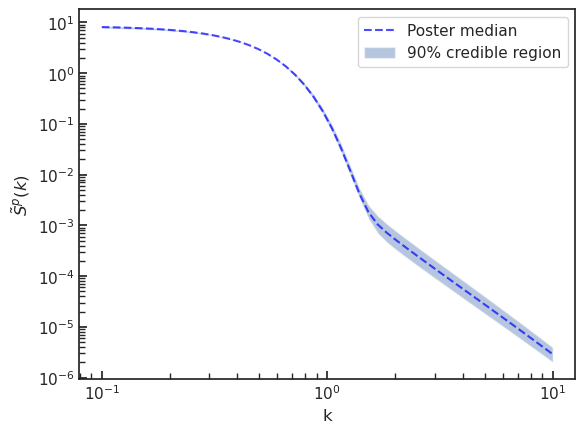 Poster median
90% credible region
10¹
10⁰
10⁻¹
10⁻²
10⁻³
10⁻⁴
10⁻⁵
10⁻⁶
S̃ᵖ(k)
10⁻¹ 10⁰ 10¹
k